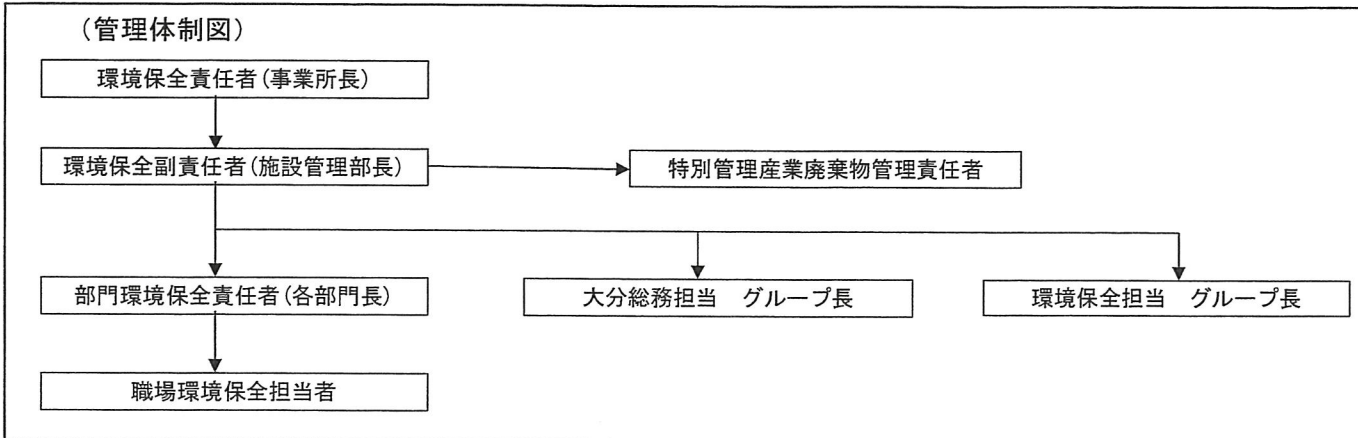 （管理体制図）
環境保全責任者（事業所長）
環境保全副責任者（施設管理部長）
特別管理産業廃棄物管理責任者
部門環境保全責任者（各部門長）
大分総務担当　グループ長
環境保全担当　グループ長
職場環境保全担当者